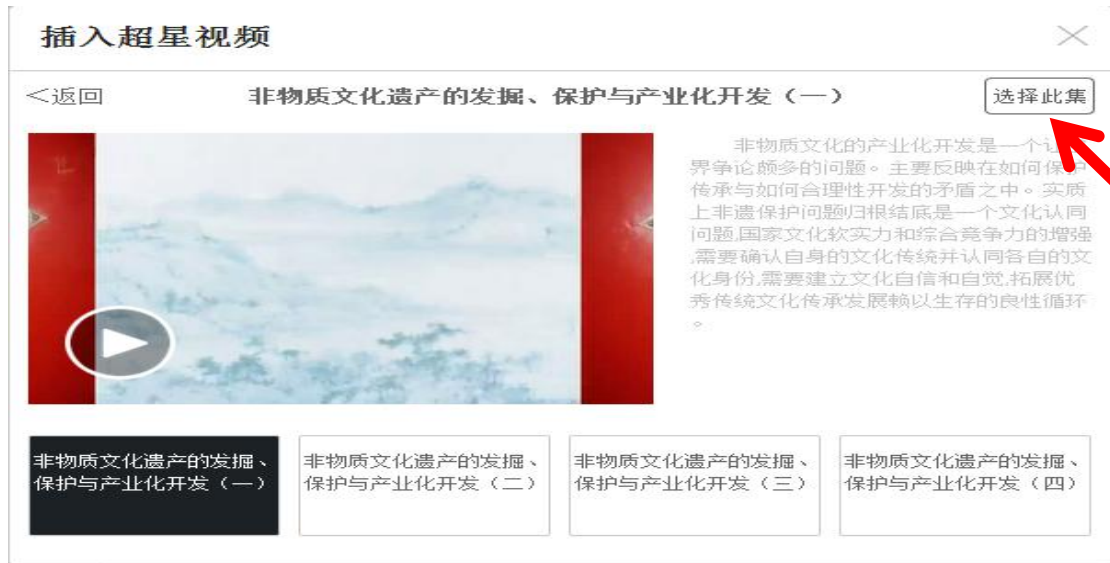 插入超星视频
<返回
非物质文化遗产的发掘、保护与产业化开发（一）
选择此集
非物质文化的产业化开发是一个让
界争论颇多的问题。主要反映在如何保护
传承与如何合理性开发的矛盾之中。实质
上非遗保护问题归根结底是一个文化认同
问题,国家文化软实力和综合竞争力的增强
,需要确认自身的文化传统并认同各自的文
化身份,需要建立文化自信和自觉,拓展优
秀传统文化传承发展赖以生存的良性循环
。
非物质文化遗产的发掘、
保护与产业化开发（一）
非物质文化遗产的发掘、
保护与产业化开发（二）
非物质文化遗产的发掘、
保护与产业化开发（三）
非物质文化遗产的发掘、
保护与产业化开发（四）